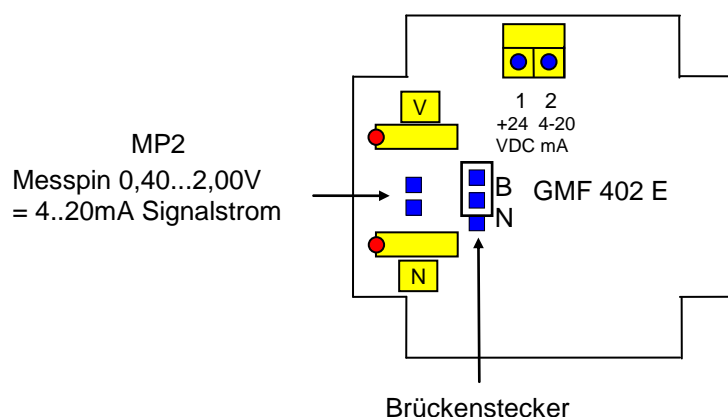 1 2
+24 4-20
VDC mA
V
MP2
Messpin 0,40...2,00V
= 4..20mA Signalstrom
B
N
GMF 402 E
N
Brückenstecker